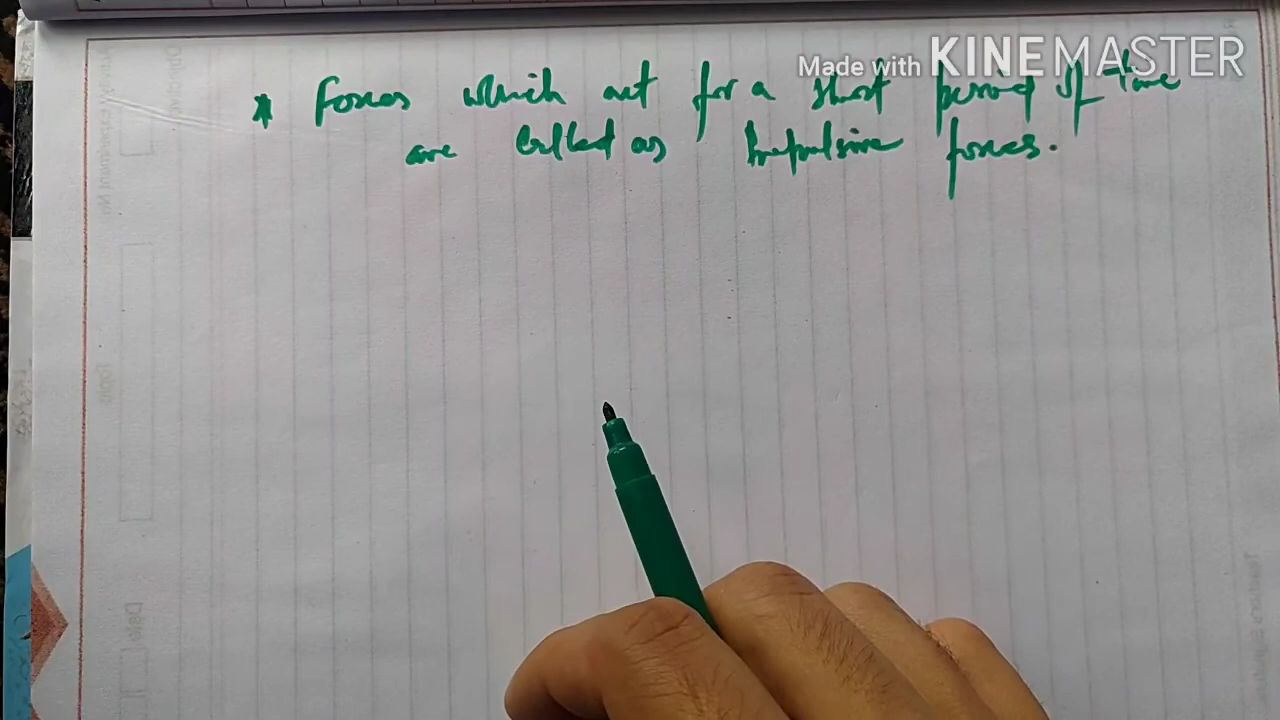 Made with KINEMASTER
* Forces which act for a short period of time
are called as Impulsive forces.